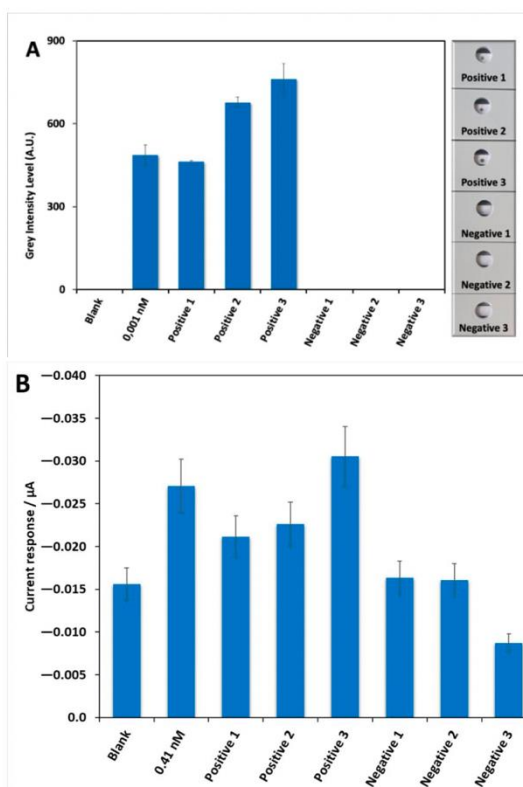 A
900
600
300
0
Grey Intensity Level (A.U.)
Blank
0,001 nM
Positive 1
Positive 2
Positive 3
Negative 1
Negative 2
Negative 3
Positive 1
Positive 2
Positive 3
Negative 1
Negative 2
Negative 3
B
—0.040
—0.035
—0.030
—0.025
—0.020
—0.015
—0.010
—0.005
0.0
Current response / µA
Blank
0.41 nM
Positive 1
Positive 2
Positive 3
Negative 1
Negative 2
Negative 3